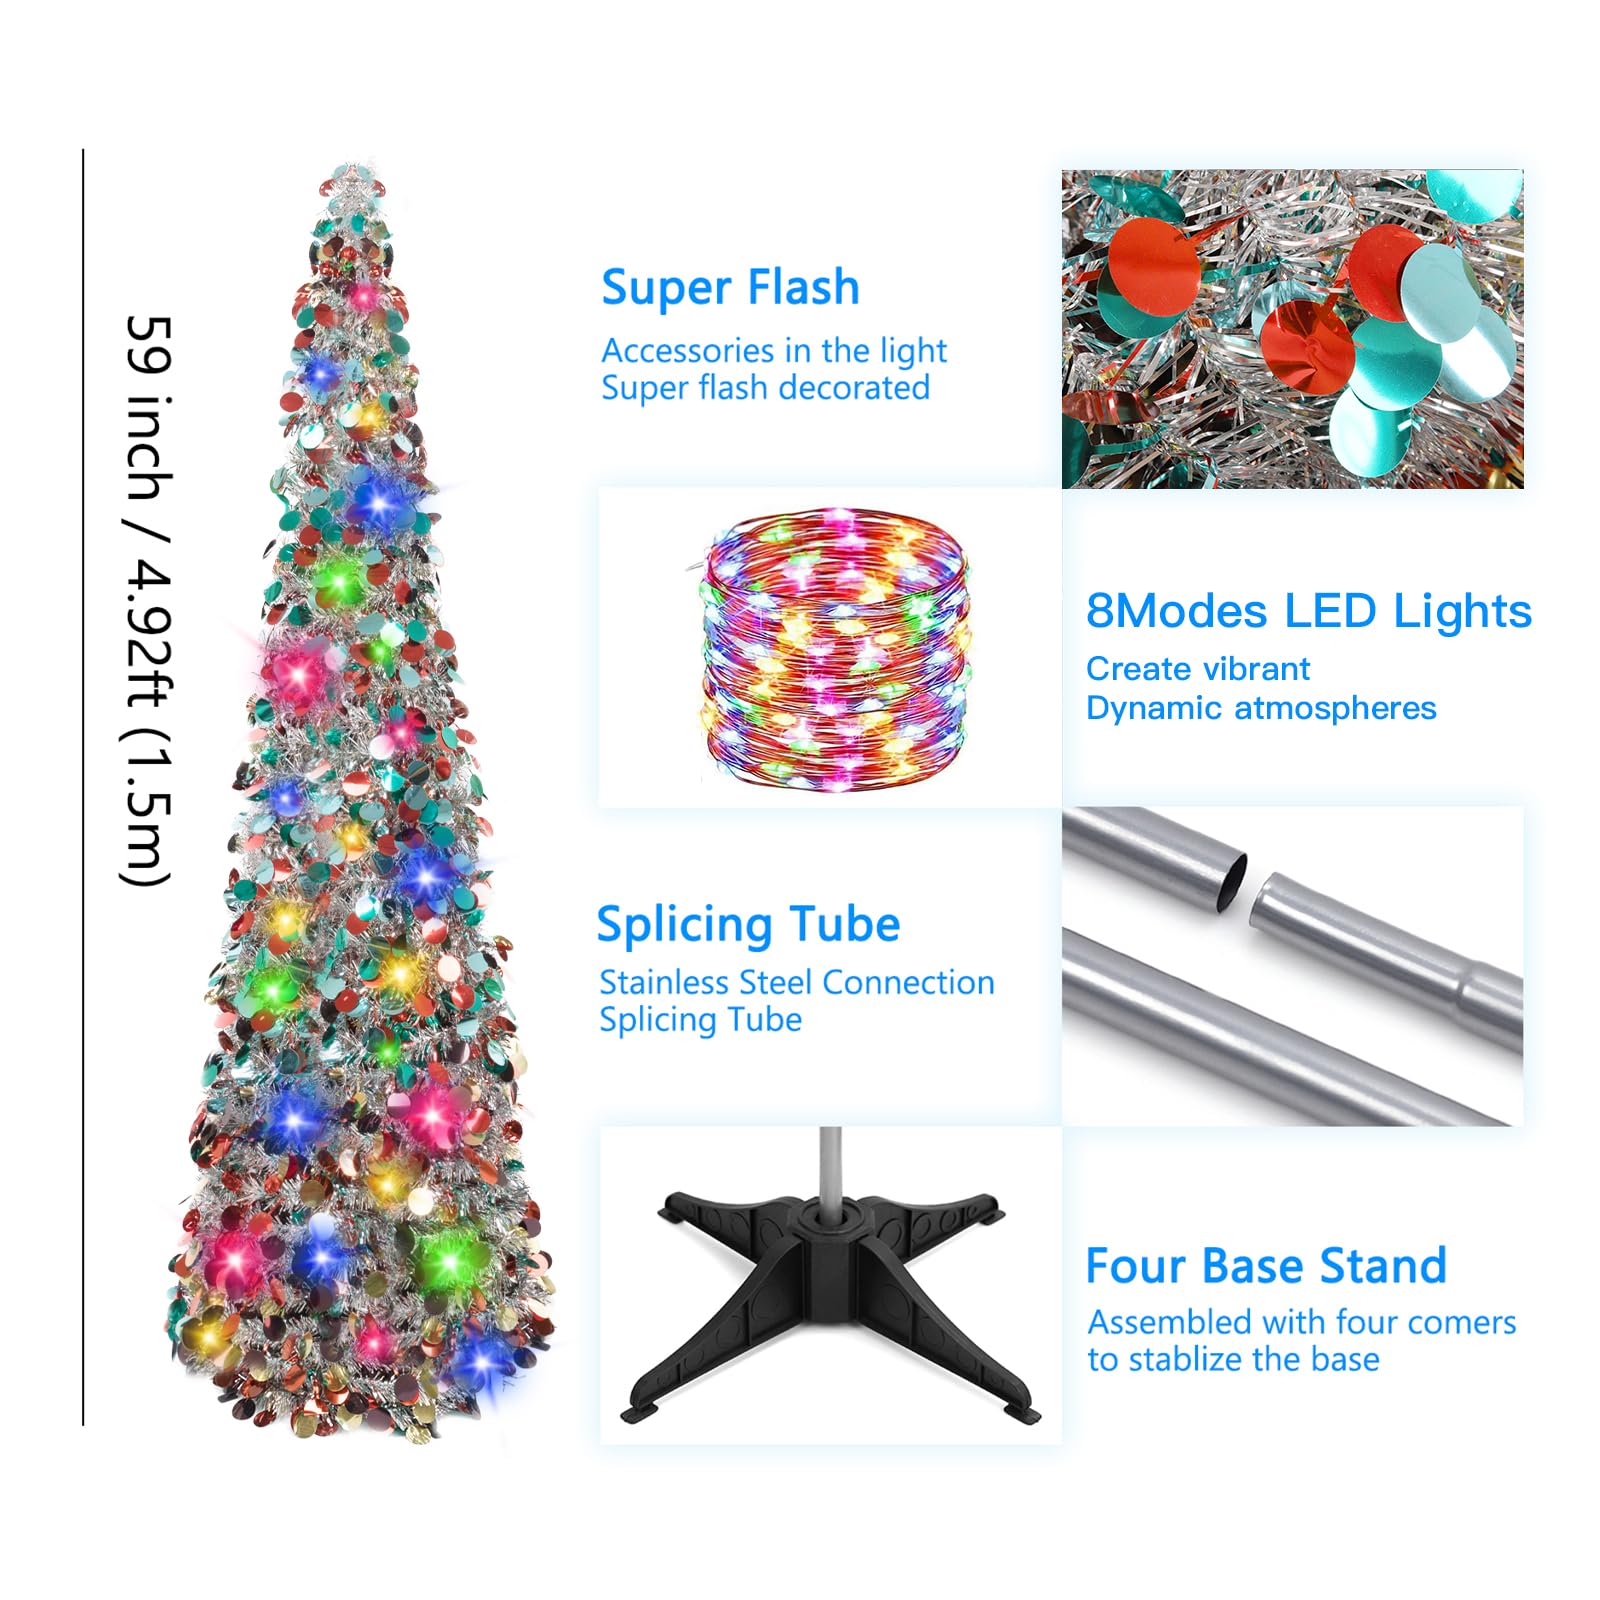 59 inch / 4.92ft (1.5m)
Super Flash
Accessories in the light
Super flash decorated
8Modes LED Lights
Create vibrant
Dynamic atmospheres
Splicing Tube
Stainless Steel Connection
Splicing Tube
Four Base Stand
Assembled with four comers
to stablize the base